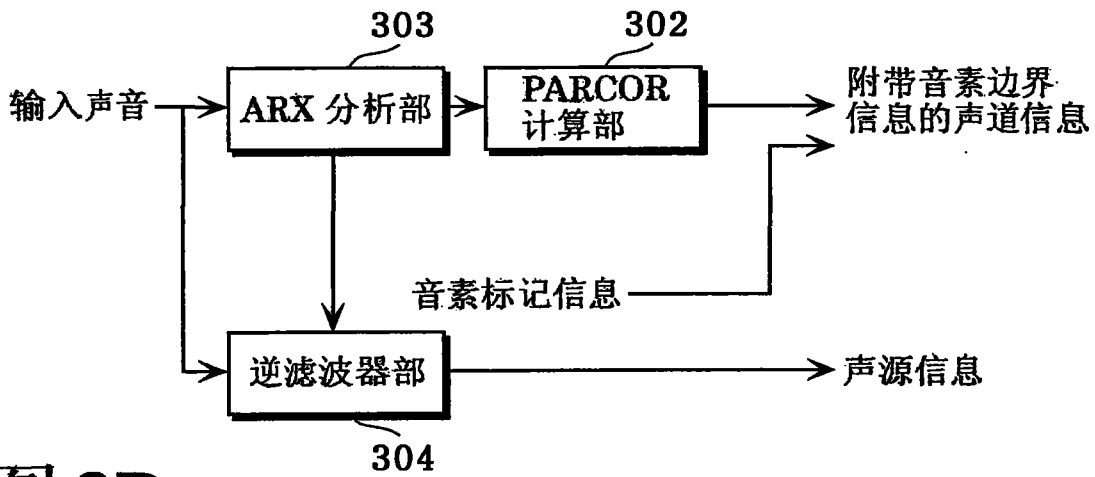 303
302
输入声音
ARX 分析部
PARCOR
计算部
附带音素边界
信息的声道信息
音素标记信息
逆滤波器部
声源信息
304